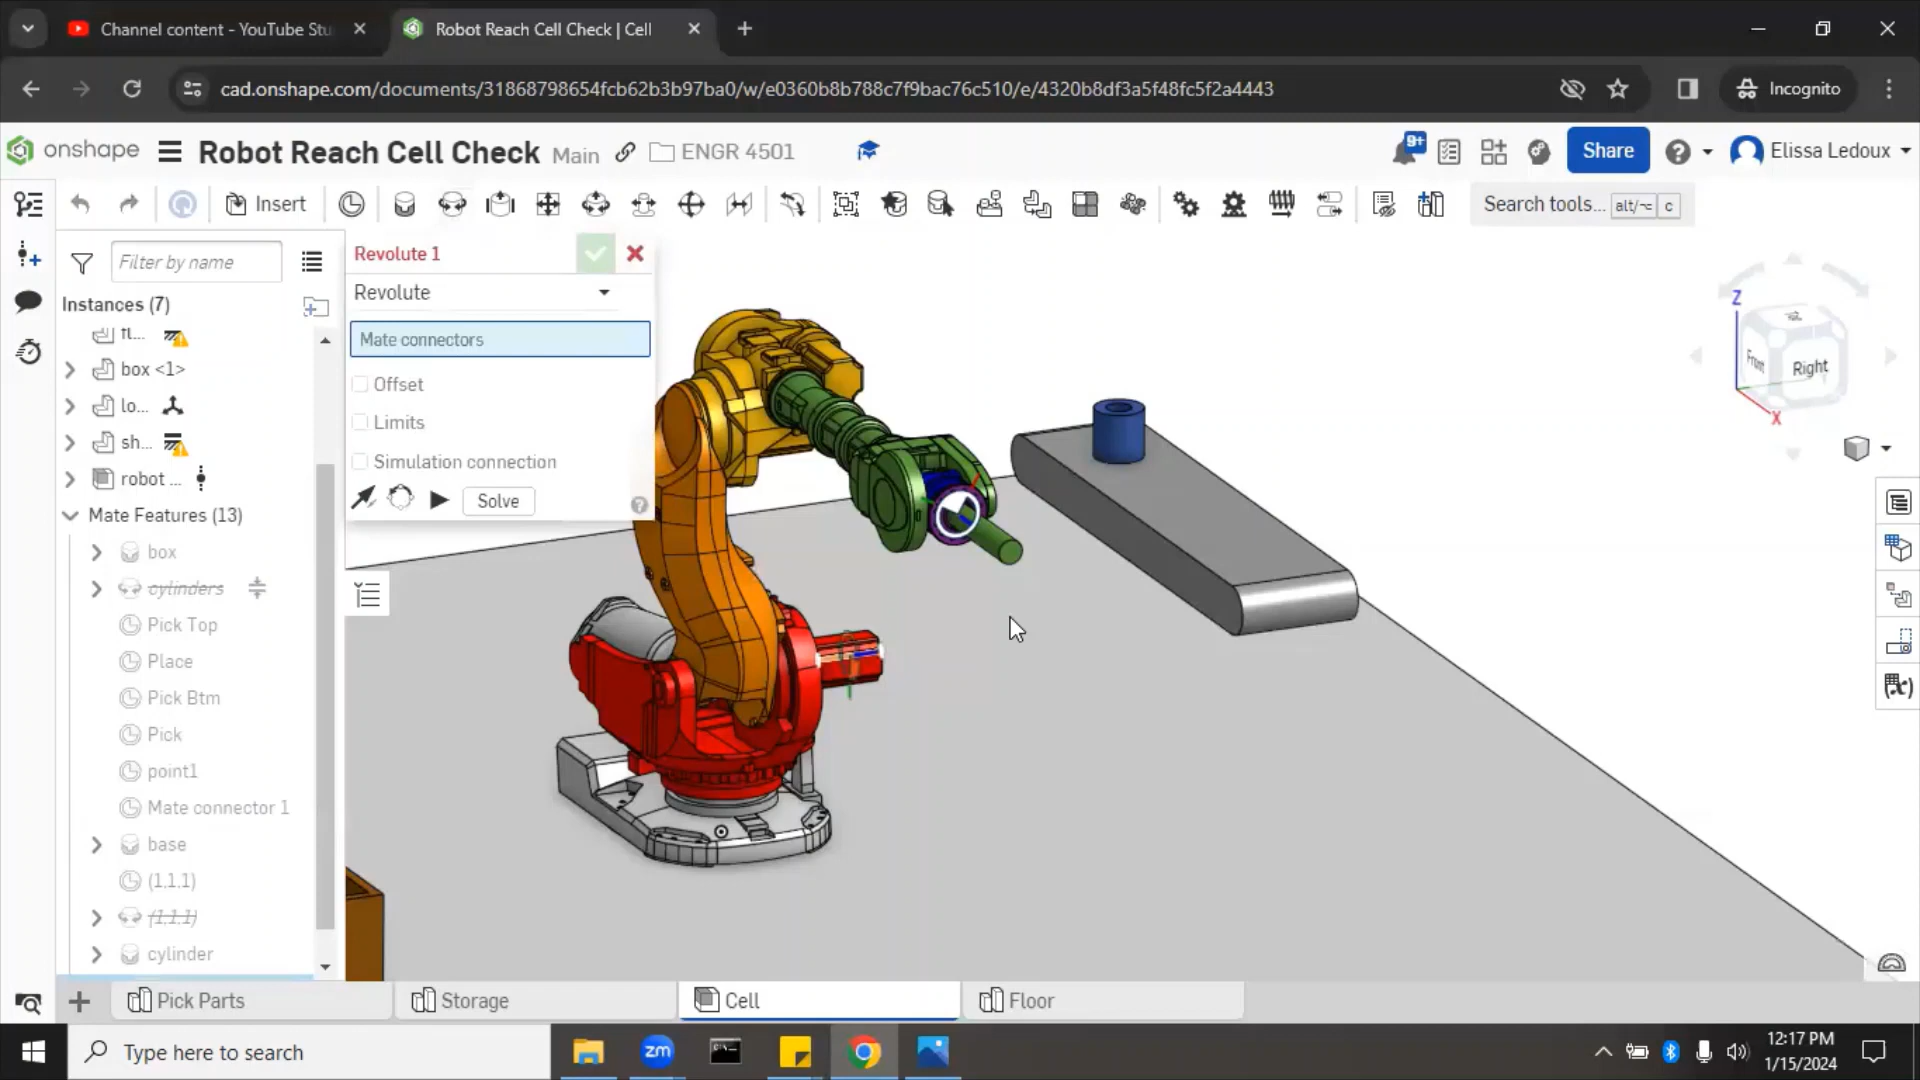 Channel content - YouTube Stu
Robot Reach Cell Check | Cell
cad.onshape.com/documents/31868798654fcb62b3b97ba0/w/e0360b8b788c7f9bac76c510/e/4320b8df3a5f48fc5f2a4443
Incognito
onshape
Robot Reach Cell Check Main
ENGR 4501
9+
Share
Elissa Ledoux
Insert
Search tools... alt/⌥ c
Filter by name
Instances (7)
fl...
box <1>
lo...
sh...
robot ...
Mate Features (13)
box
cylinders
Pick Top
Place
Pick Btm
Pick
point1
Mate connector 1
base
(1.1.1)
(1.1.1)
cylinder
Revolute 1
Revolute
Mate connectors
Offset
Limits
Simulation connection
Solve
Z
Front
Right
X
Pick Parts
Storage
Cell
Floor
Type here to search
zm
12:17 PM
1/15/2024